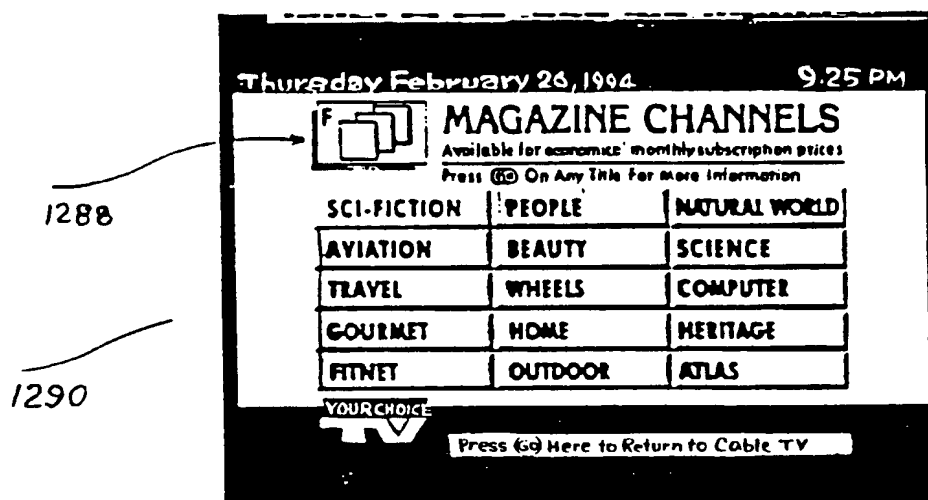 Thursday February 26, 1994 9.25 PM
F MAGAZINE CHANNELS
Available for economics' monthly subscription prices
Press Go On Any Title For More Information
1288
SCI-FICTION PEOPLE NATURAL WORLD
AVIATION BEAUTY SCIENCE
TRAVEL WHEELS COMPUTER
GOURMET HOME HERITAGE
FITNET OUTDOOR ATLAS
1290
YOUR CHOICE
TV
Press (Go) Here to Return to Cable TV